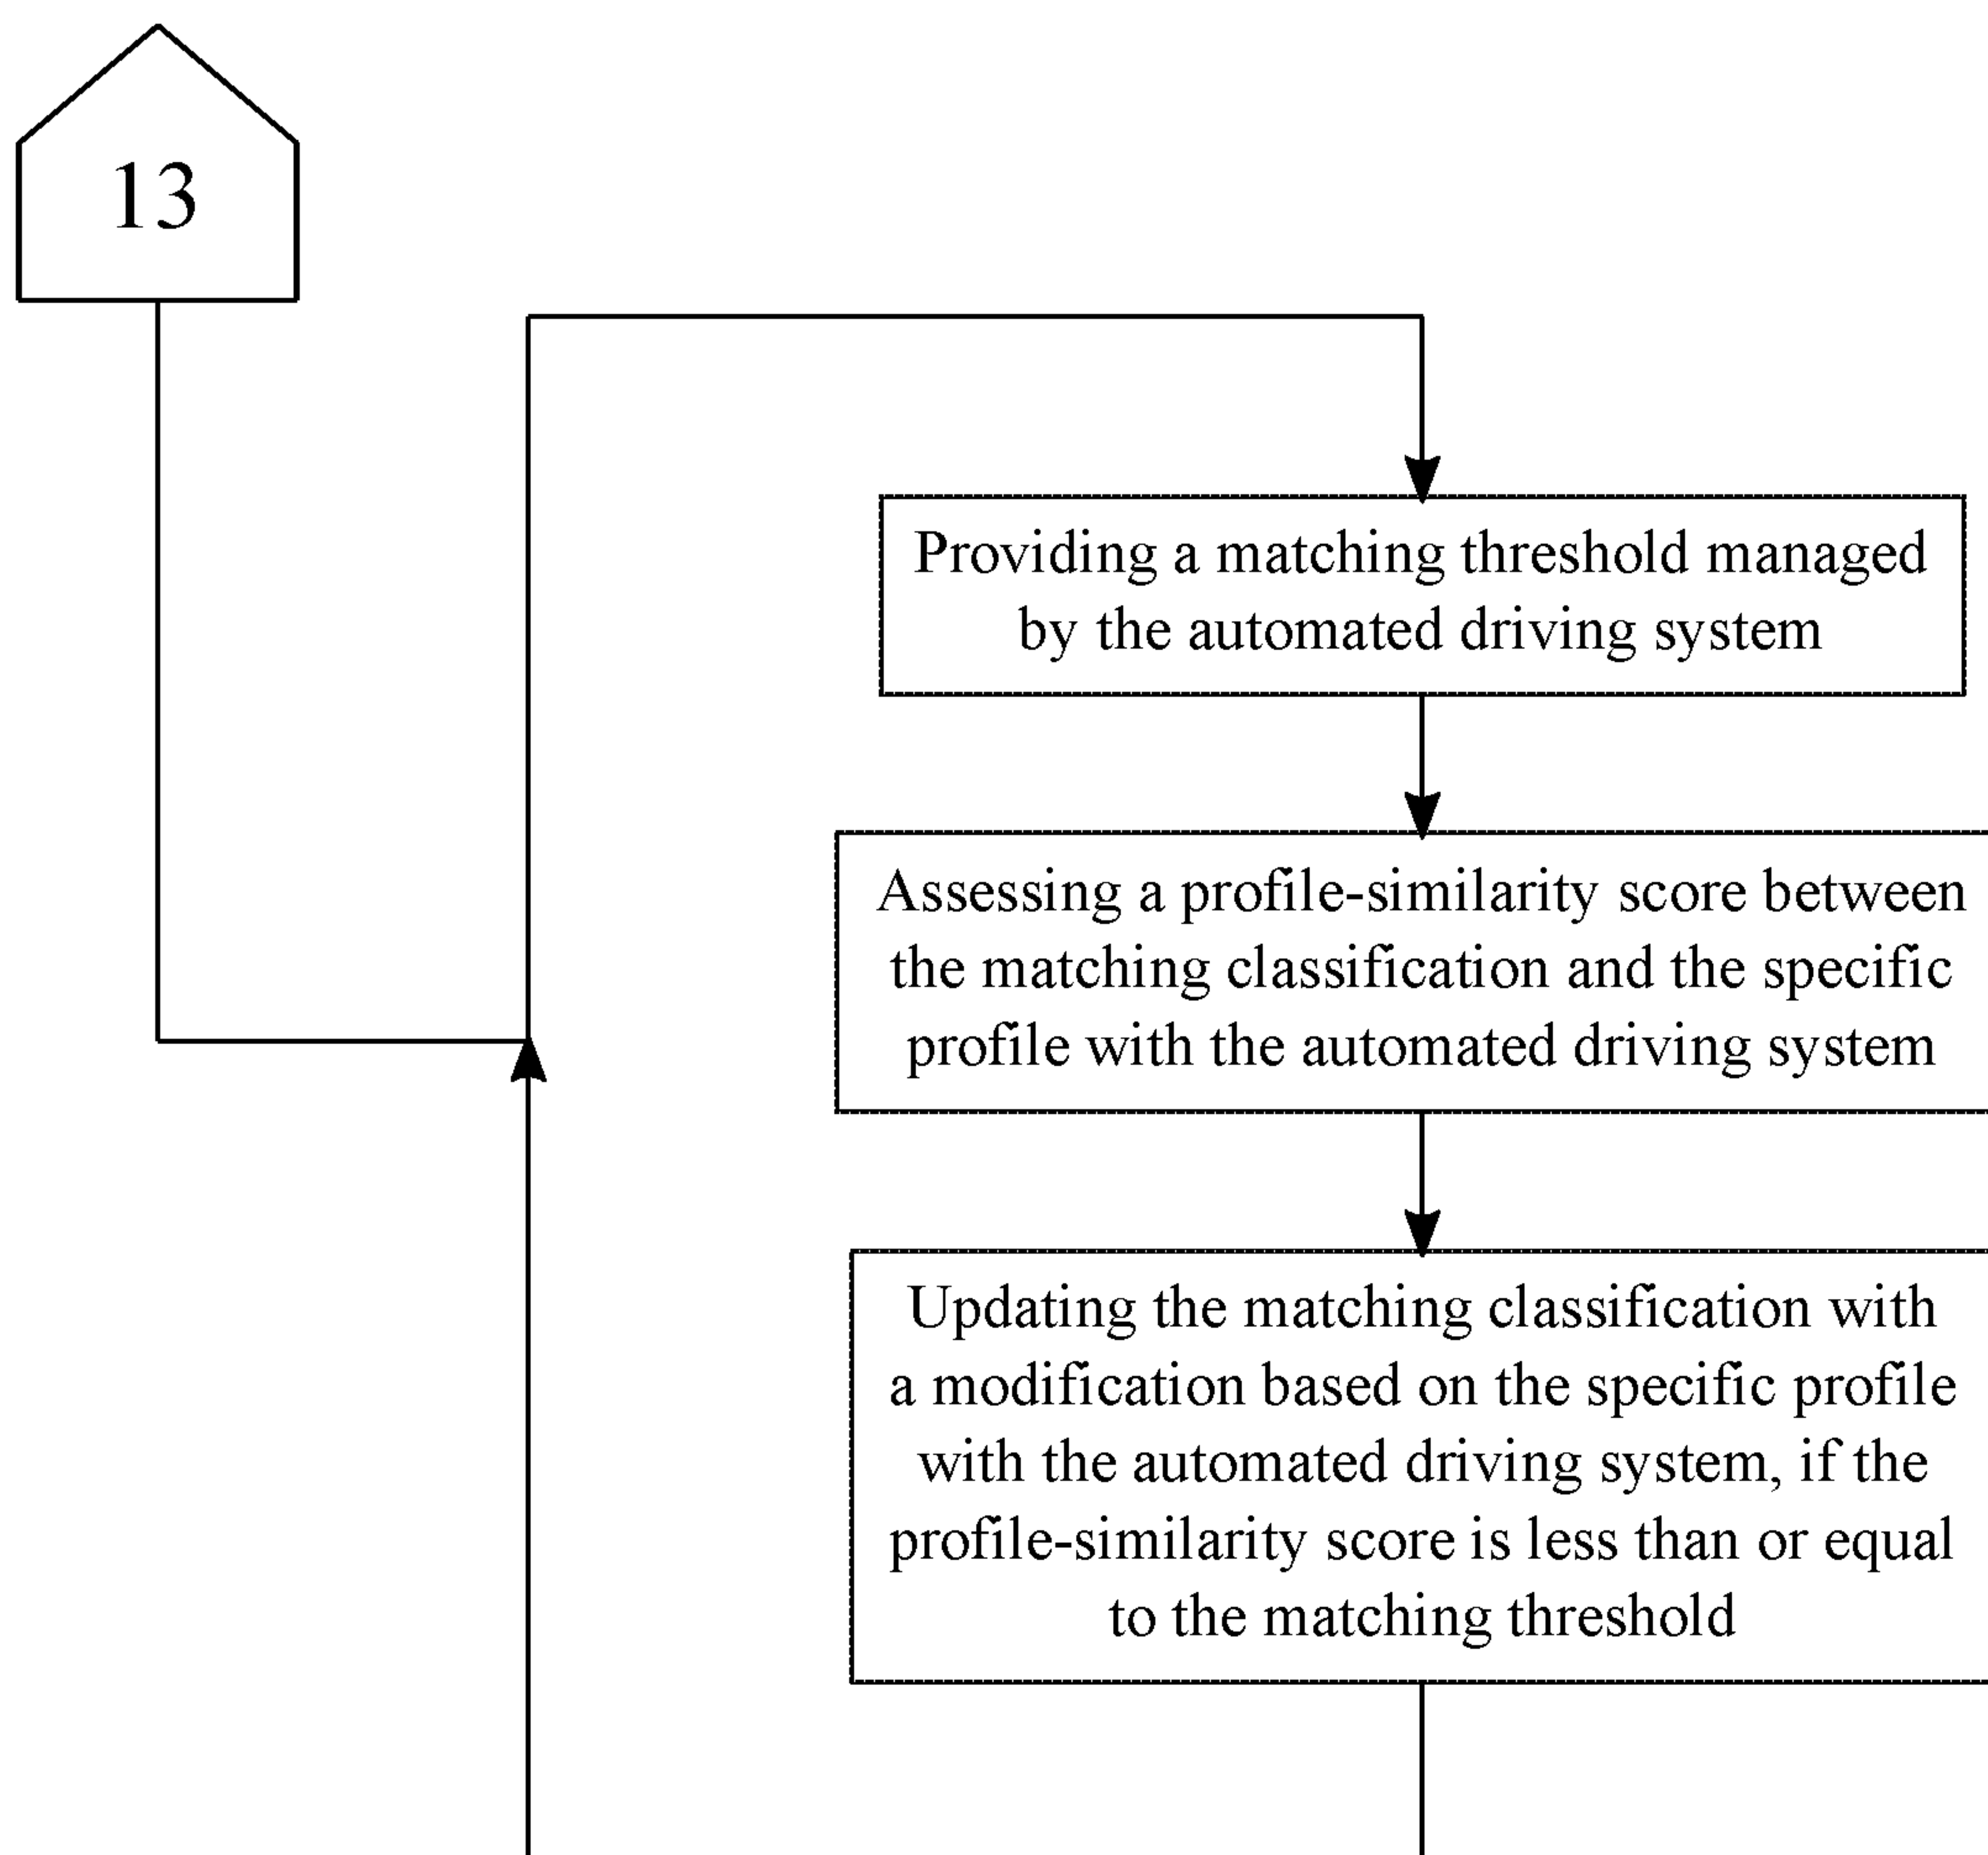 13
Providing a matching threshold managed
by the automated driving system
Assessing a profile-similarity score between
the matching classification and the specific
profile with the automated driving system
Updating the matching classification with
a modification based on the specific profile
with the automated driving system, if the
profile-similarity score is less than or equal
to the matching threshold